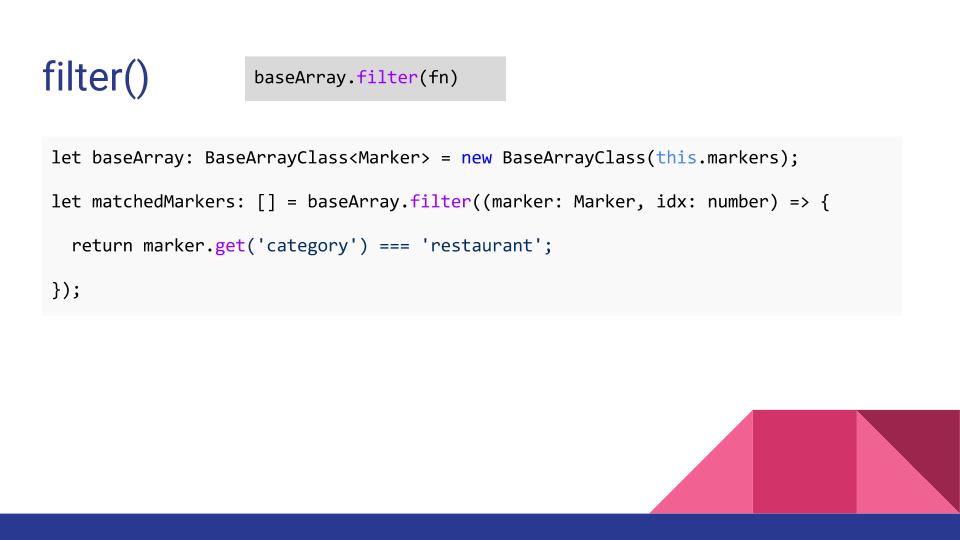 filter()
baseArray.filter(fn)
let baseArray: BaseArrayClass<Marker> = new BaseArrayClass(this.markers);
let matchedMarkers: [] = baseArray.filter((marker: Marker, idx: number) => {
  return marker.get('category') === 'restaurant';
});